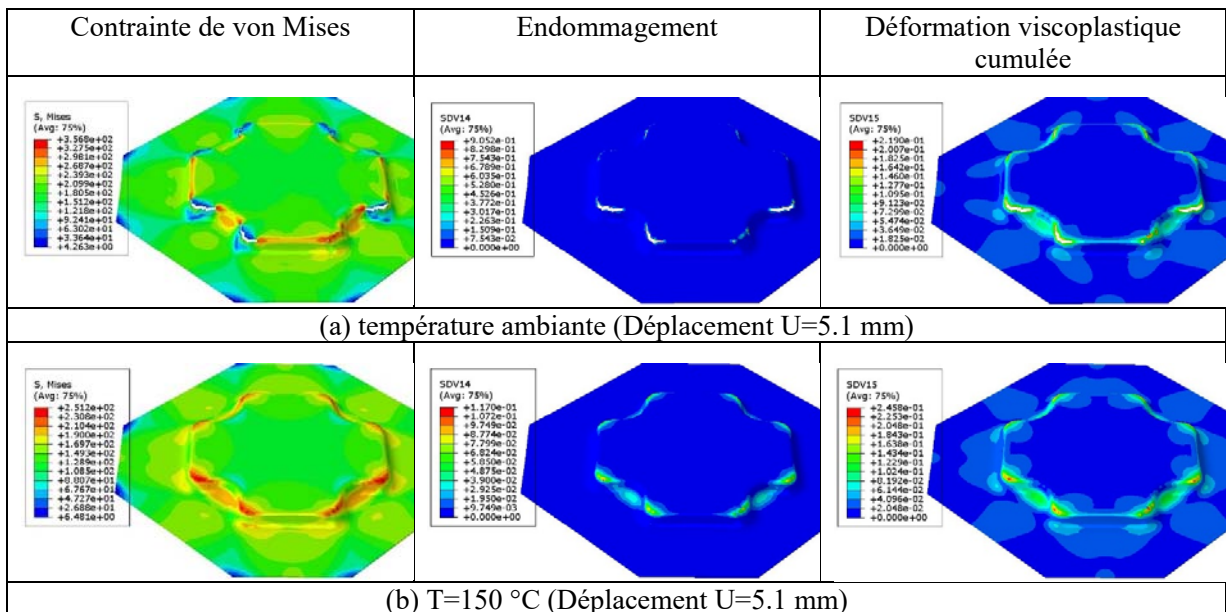 Contrainte de von Mises
Endommagement
Déformation viscoplastique
cumulée
S, Mises
(Avg: 75%)
+3.568e+02
+3.275e+02
+2.981e+02
+2.687e+02
+2.393e+02
+2.099e+02
+1.805e+02
+1.512e+02
+1.218e+02
+9.241e+01
+6.302e+01
+3.364e+01
+4.263e+00
SDV14
(Avg: 75%)
+9.052e-01
+8.298e-01
+7.543e-01
+6.789e-01
+6.035e-01
+5.280e-01
+4.526e-01
+3.772e-01
+3.017e-01
+2.263e-01
+1.509e-01
+7.543e-02
+0.000e+00
SDV15
(Avg: 75%)
+2.190e-01
+2.007e-01
+1.825e-01
+1.642e-01
+1.460e-01
+1.277e-01
+1.095e-01
+9.123e-02
+7.299e-02
+5.474e-02
+3.649e-02
+1.825e-02
+0.000e+00
(a) température ambiante (Déplacement U=5.1 mm)
S, Mises
(Avg: 75%)
+2.512e+02
+2.308e+02
+2.104e+02
+1.900e+02
+1.697e+02
+1.493e+02
+1.289e+02
+1.085e+02
+8.807e+01
+6.767e+01
+4.727e+01
+2.688e+01
+6.481e+00
SDV14
(Avg: 75%)
+1.170e-01
+1.072e-01
+9.749e-02
+8.774e-02
+7.799e-02
+6.824e-02
+5.850e-02
+4.875e-02
+3.900e-02
+2.925e-02
+1.950e-02
+9.749e-03
+0.000e+00
SDV15
(Avg: 75%)
+2.458e-01
+2.253e-01
+2.048e-01
+1.843e-01
+1.638e-01
+1.434e-01
+1.229e-01
+1.024e-01
+8.192e-02
+6.144e-02
+4.096e-02
+2.048e-02
+0.000e+00
(b) T=150 °C (Déplacement U=5.1 mm)